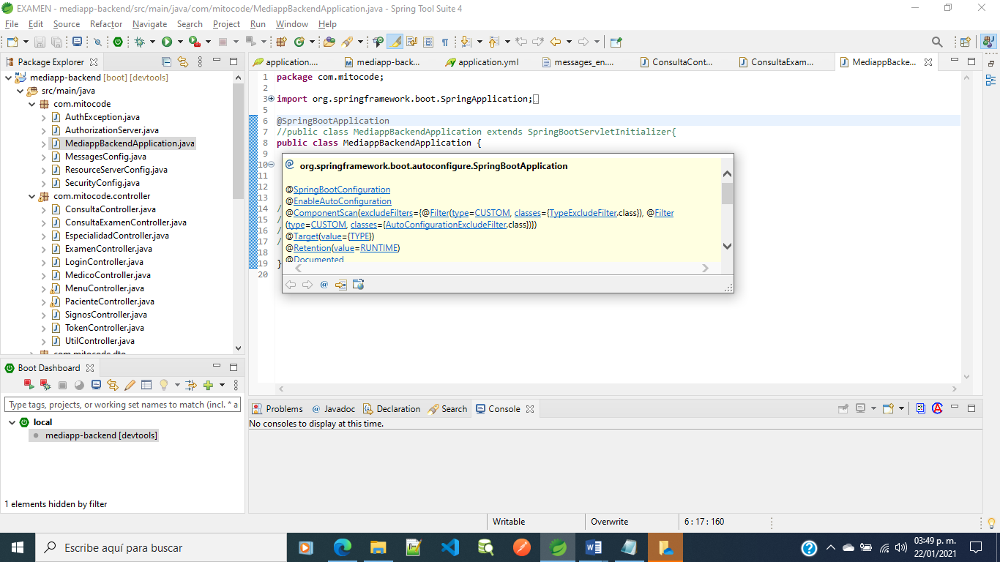 EXAMEN - mediapp-backend/src/main/java/com/mitocode/MediappBackendApplication.java - Spring Tool Suite 4
File Edit Source Refactor Navigate Search Project Run Window Help
Package Explorer
mediapp-backend [boot] [devtools]
src/main/java
com.mitocode
AuthException.java
AuthorizationServer.java
MediappBackendApplication.java
MessagesConfig.java
ResourceServerConfig.java
SecurityConfig.java
com.mitocode.controller
ConsultaController.java
ConsultaExamenController.java
EspecialidadController.java
ExamenController.java
LoginController.java
MedicoController.java
MenuController.java
PacienteController.java
SignosController.java
TokenController.java
UtilController.java
com.mitocode.dto
Boot Dashboard
Type tags, projects, or working set names to match (incl. * a
local
mediapp-backend [devtools]
1 elements hidden by filter
application.... mediapp-back... application.yml messages_en.... ConsultaCont... ConsultaExam... MediappBacke...
1 package com.mitocode;
2
3 import org.springframework.boot.SpringApplication;
5
6 @SpringBootApplication
7 //public class MediappBackendApplication extends SpringBootServletInitializer{
8 public class MediappBackendApplication {
9
10
11
12
13
14 /
15 /
16 /
17 /
18
19 }
20
@ org.springframework.boot.autoconfigure.SpringBootApplication
@SpringBootConfiguration
@EnableAutoConfiguration
@ComponentScan(excludeFilters={@Filter(type=CUSTOM, classes={TypeExcludeFilter.class}), @Filter
(type=CUSTOM, classes={AutoConfigurationExcludeFilter.class})})
@Target(value={TYPE})
@Retention(value=RUNTIME)
@Documented
Problems @ Javadoc Declaration Search Console
No consoles to display at this time.
Writable Overwrite 6 : 17 : 160
Escribe aquí para buscar
03:49 p. m.
22/01/2021